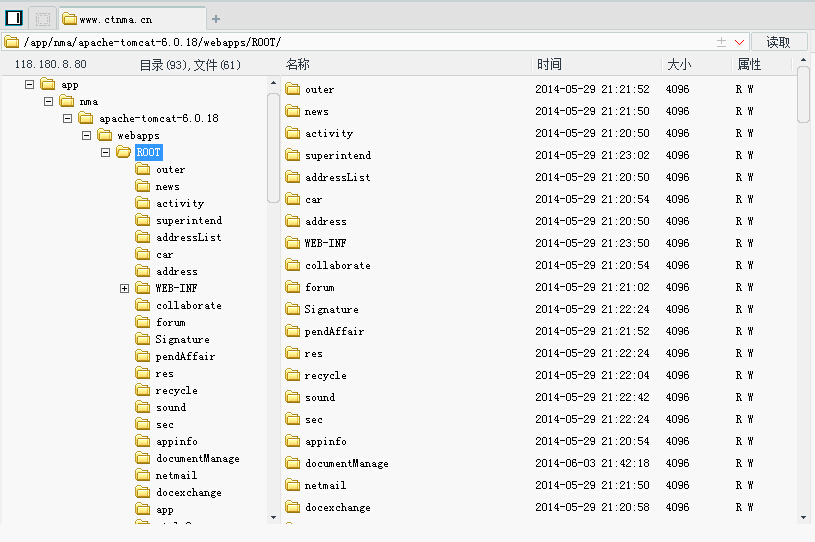 www.ctnma.cn
/app/nma/apache-tomcat-6.0.18/webapps/ROOT/ 读取
118.180.8.80 目录(93),文件(61) 名称 时间 大小 属性
app
nma
apache-tomcat-6.0.18
webapps
ROOT
outer
news
activity
superintend
addressList
car
address
WEB-INF
collaborate
forum
Signature
pendAffair
res
recycle
sound
sec
appinfo
documentManage
netmail
docexchange
app
outer 2014-05-29 21:21:52 4096 R W
news 2014-05-29 21:21:50 4096 R W
activity 2014-05-29 21:20:50 4096 R W
superintend 2014-05-29 21:23:02 4096 R W
addressList 2014-05-29 21:20:50 4096 R W
car 2014-05-29 21:20:54 4096 R W
address 2014-05-29 21:20:50 4096 R W
WEB-INF 2014-05-29 21:23:50 4096 R W
collaborate 2014-05-29 21:20:54 4096 R W
forum 2014-05-29 21:21:02 4096 R W
Signature 2014-05-29 21:22:24 4096 R W
pendAffair 2014-05-29 21:21:52 4096 R W
res 2014-05-29 21:22:24 4096 R W
recycle 2014-05-29 21:22:04 4096 R W
sound 2014-05-29 21:22:42 4096 R W
sec 2014-05-29 21:22:24 4096 R W
appinfo 2014-05-29 21:20:54 4096 R W
documentManage 2014-06-03 21:42:18 4096 R W
netmail 2014-05-29 21:21:50 4096 R W
docexchange 2014-05-29 21:20:58 4096 R W